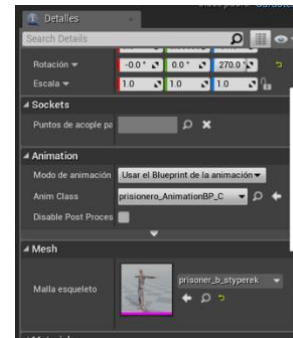 Detalles
Search Details
Rotación -0.0° 0.0° 270.0°
Escala 1.0 1.0 1.0
Sockets
Puntos de acople pa
Animation
Modo de animación Usar el Blueprint de la animación
Anim Class prisionero_AnimationBP_C
Disable Post Proces
Mesh
Malla esqueleto prisoner_b_styperek